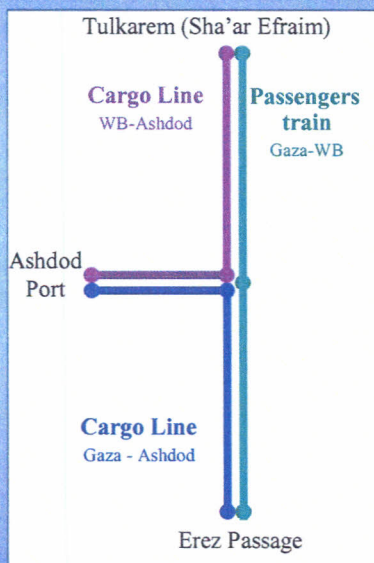 Tulkarem (Sha'ar Efraim)
Cargo Line
WB-Ashdod
Passengers
train
Gaza-WB
Ashdod
Port
Cargo Line
Gaza - Ashdod
Erez Passage